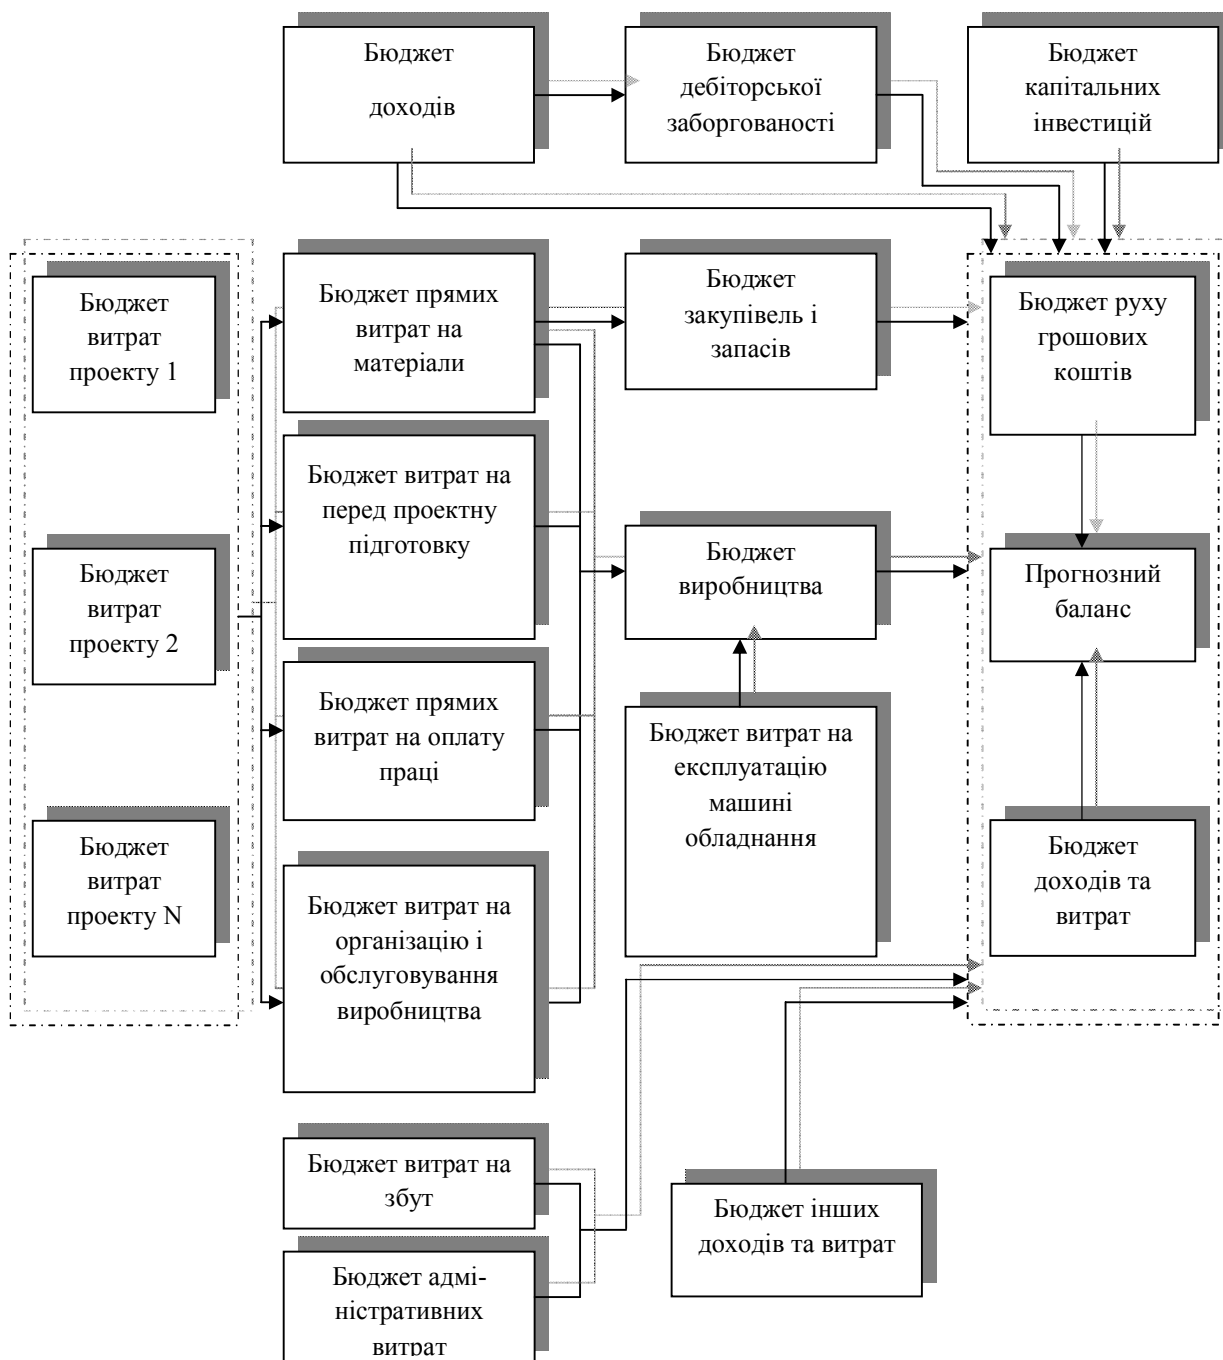 Бюджет
доходів
Бюджет
дебіторської
заборгованості
Бюджет
капітальних
інвестицій
Бюджет
витрат
проекту 1
Бюджет прямих
витрат на
матеріали
Бюджет
закупівель і
запасів
Бюджет руху
грошових
коштів
Бюджет витрат на
перед проектну
підготовку
Бюджет
витрат
проекту 2
Бюджет
виробництва
Прогнозний
баланс
Бюджет прямих
витрат на оплату
праці
Бюджет витрат на
експлуатацію
машині
обладнання
Бюджет
витрат
проекту N
Бюджет витрат на
організацію і
обслуговування
виробництва
Бюджет
доходів та
витрат
Бюджет витрат на
збут
Бюджет інших
доходів та витрат
Бюджет адмі-
ністративних
витрат